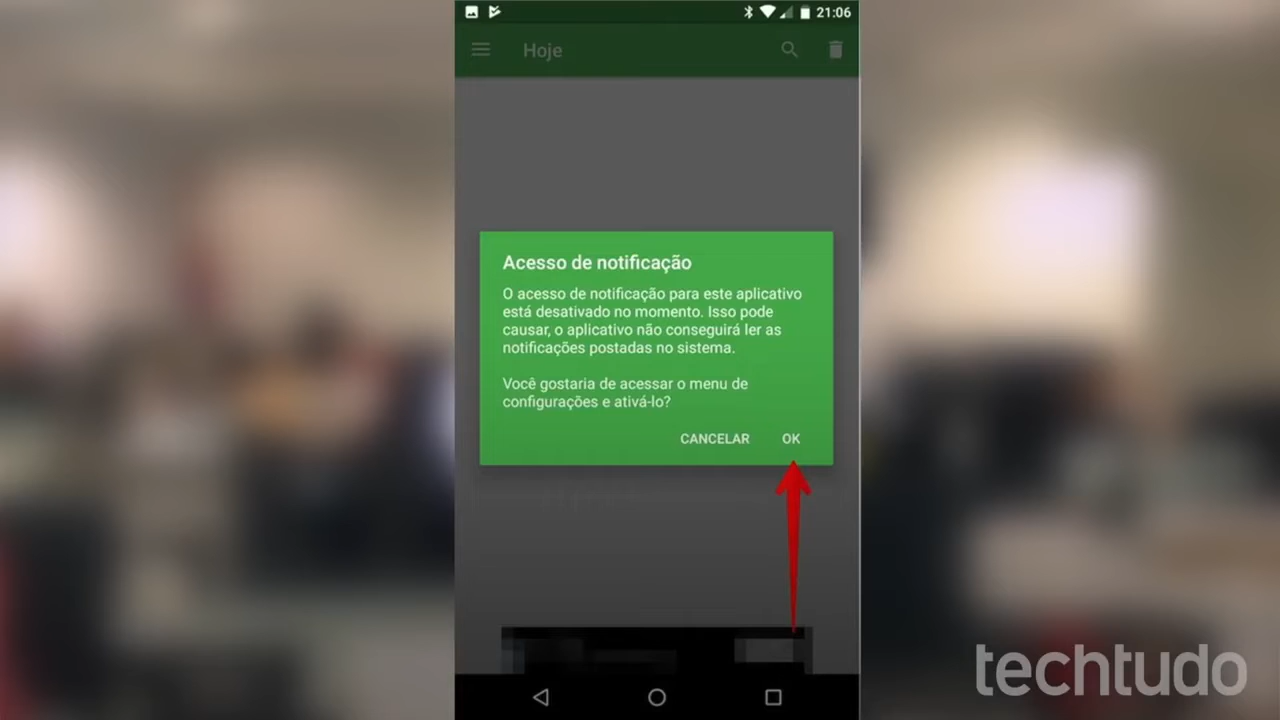 21:06
Hoje
Acesso de notificação
O acesso de notificação para este aplicativo
está desativado no momento. Isso pode
causar, o aplicativo não conseguirá ler as
notificações postadas no sistema.
Você gostaria de acessar o menu de
configurações e ativá-lo?
CANCELAR OK
techtudo